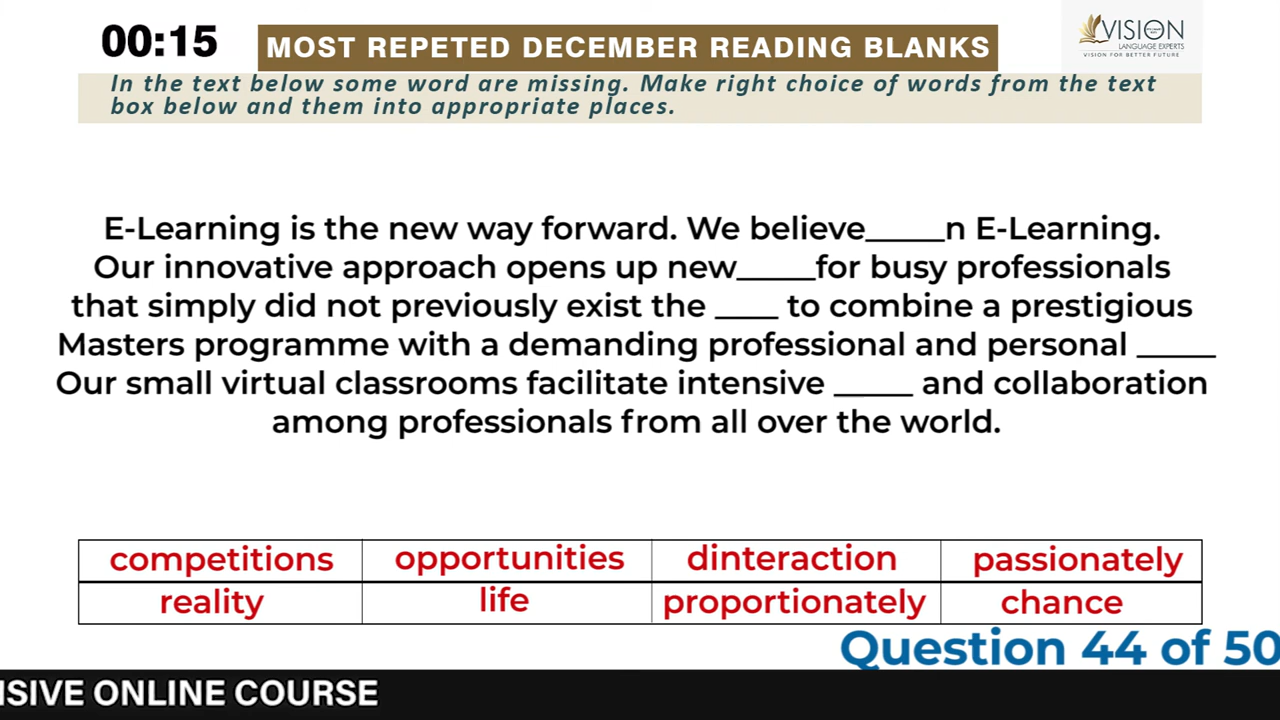 00:15
MOST REPETED DECEMBER READING BLANKS
VISION
LANGUAGE EXPERTS
VISION FOR BETTER FUTURE
In the text below some word are missing. Make right choice of words from the text
box below and them into appropriate places.
E-Learning is the new way forward. We believe_____n E-Learning.
Our innovative approach opens up new_____for busy professionals
that simply did not previously exist the ____ to combine a prestigious
Masters programme with a demanding professional and personal _____
Our small virtual classrooms facilitate intensive _____ and collaboration
among professionals from all over the world.
competitions opportunities dinteraction passionately
reality life proportionately chance
Question 44 of 50
NSIVE ONLINE COURSE